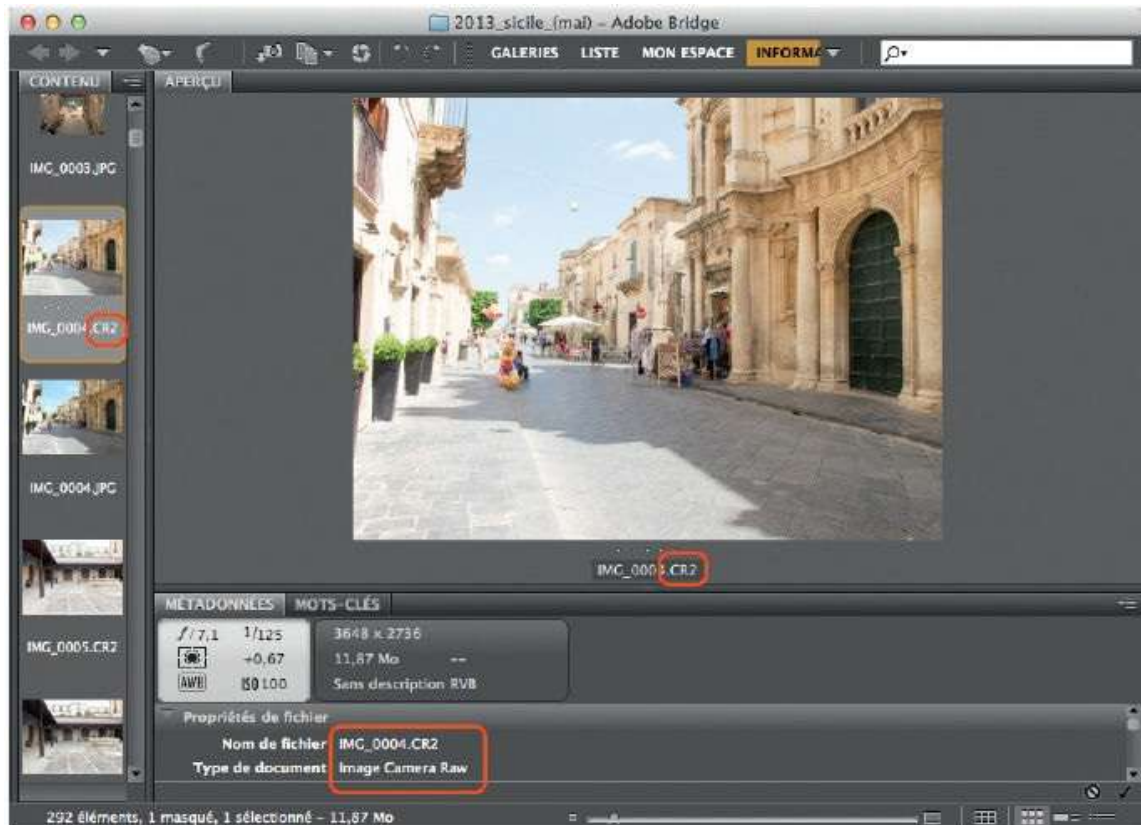 2013_sicile_(mai) – Adobe Bridge
GALERIES LISTE MON ESPACE INFORMA
CONTENU
APERÇU
IMG_0003.JPG
IMG_0004.CR2
IMG_0004.JPG
IMG_0005.CR2
IMG_0004.CR2
MÉTADONNÉES MOTS-CLÉS
ƒ/7,1 1/125
+0,67
AWB ISO 100
3648 x 2736
11,87 Mo --
Sans description RVB
Propriétés de fichier
Nom de fichier IMG_0004.CR2
Type de document Image Camera Raw
292 éléments, 1 masqué, 1 sélectionné – 11,87 Mo